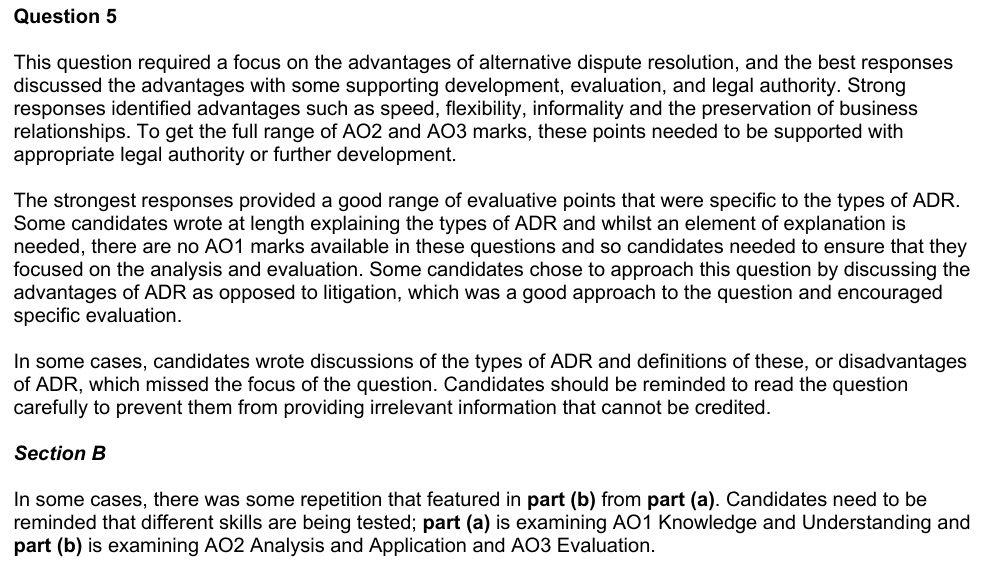 Question 5
This question required a focus on the advantages of alternative dispute resolution, and the best responses
discussed the advantages with some supporting development, evaluation, and legal authority. Strong
responses identified advantages such as speed, flexibility, informality and the preservation of business
relationships. To get the full range of AO2 and AO3 marks, these points needed to be supported with
appropriate legal authority or further development.
The strongest responses provided a good range of evaluative points that were specific to the types of ADR.
Some candidates wrote at length explaining the types of ADR and whilst an element of explanation is
needed, there are no AO1 marks available in these questions and so candidates needed to ensure that they
focused on the analysis and evaluation. Some candidates chose to approach this question by discussing the
advantages of ADR as opposed to litigation, which was a good approach to the question and encouraged
specific evaluation.
In some cases, candidates wrote discussions of the types of ADR and definitions of these, or disadvantages
of ADR, which missed the focus of the question. Candidates should be reminded to read the question
carefully to prevent them from providing irrelevant information that cannot be credited.
Section B
In some cases, there was some repetition that featured in part (b) from part (a). Candidates need to be
reminded that different skills are being tested; part (a) is examining AO1 Knowledge and Understanding and
part (b) is examining AO2 Analysis and Application and AO3 Evaluation.